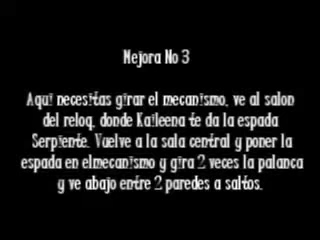 Mejora No 3
Aqui necesitas girar el mecanismo, ve al salon
del reloq, donde Kaileena te da la espada
Serpiente. Vuelve a la sala central y poner la
espada en elmecanismo y gira 2 veces la palanca
y ve abajo entre 2 paredes a saltos.